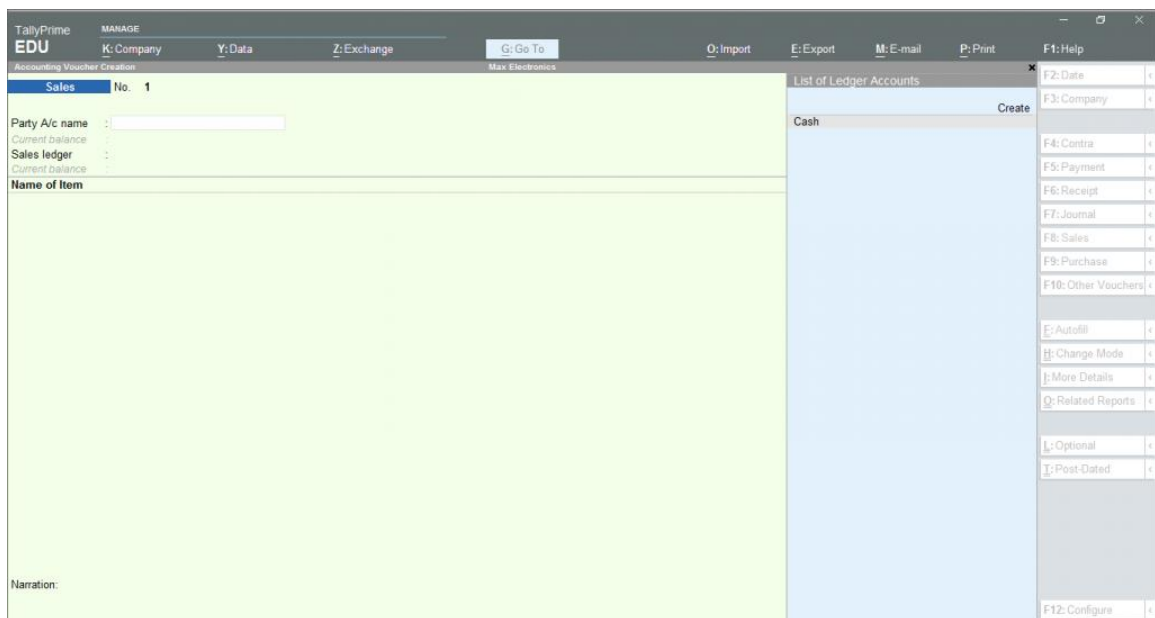 TallyPrime
EDU
MANAGE
K: Company
Y: Data
Z: Exchange
G: Go To
O: Import
E: Export
M: E-mail
P: Print
F1: Help
Accounting Voucher Creation
Max Electronics
Sales
No. 1
Party A/c name :
Current balance :
Sales ledger :
Current balance :
Name of Item
Narration:
List of Ledger Accounts
Create
Cash
F2: Date
F3: Company
F4: Contra
F5: Payment
F6: Receipt
F7: Journal
F8: Sales
F9: Purchase
F10: Other Vouchers
F: Autofill
H: Change Mode
I: More Details
O: Related Reports
L: Optional
T: Post-Dated
F12: Configure